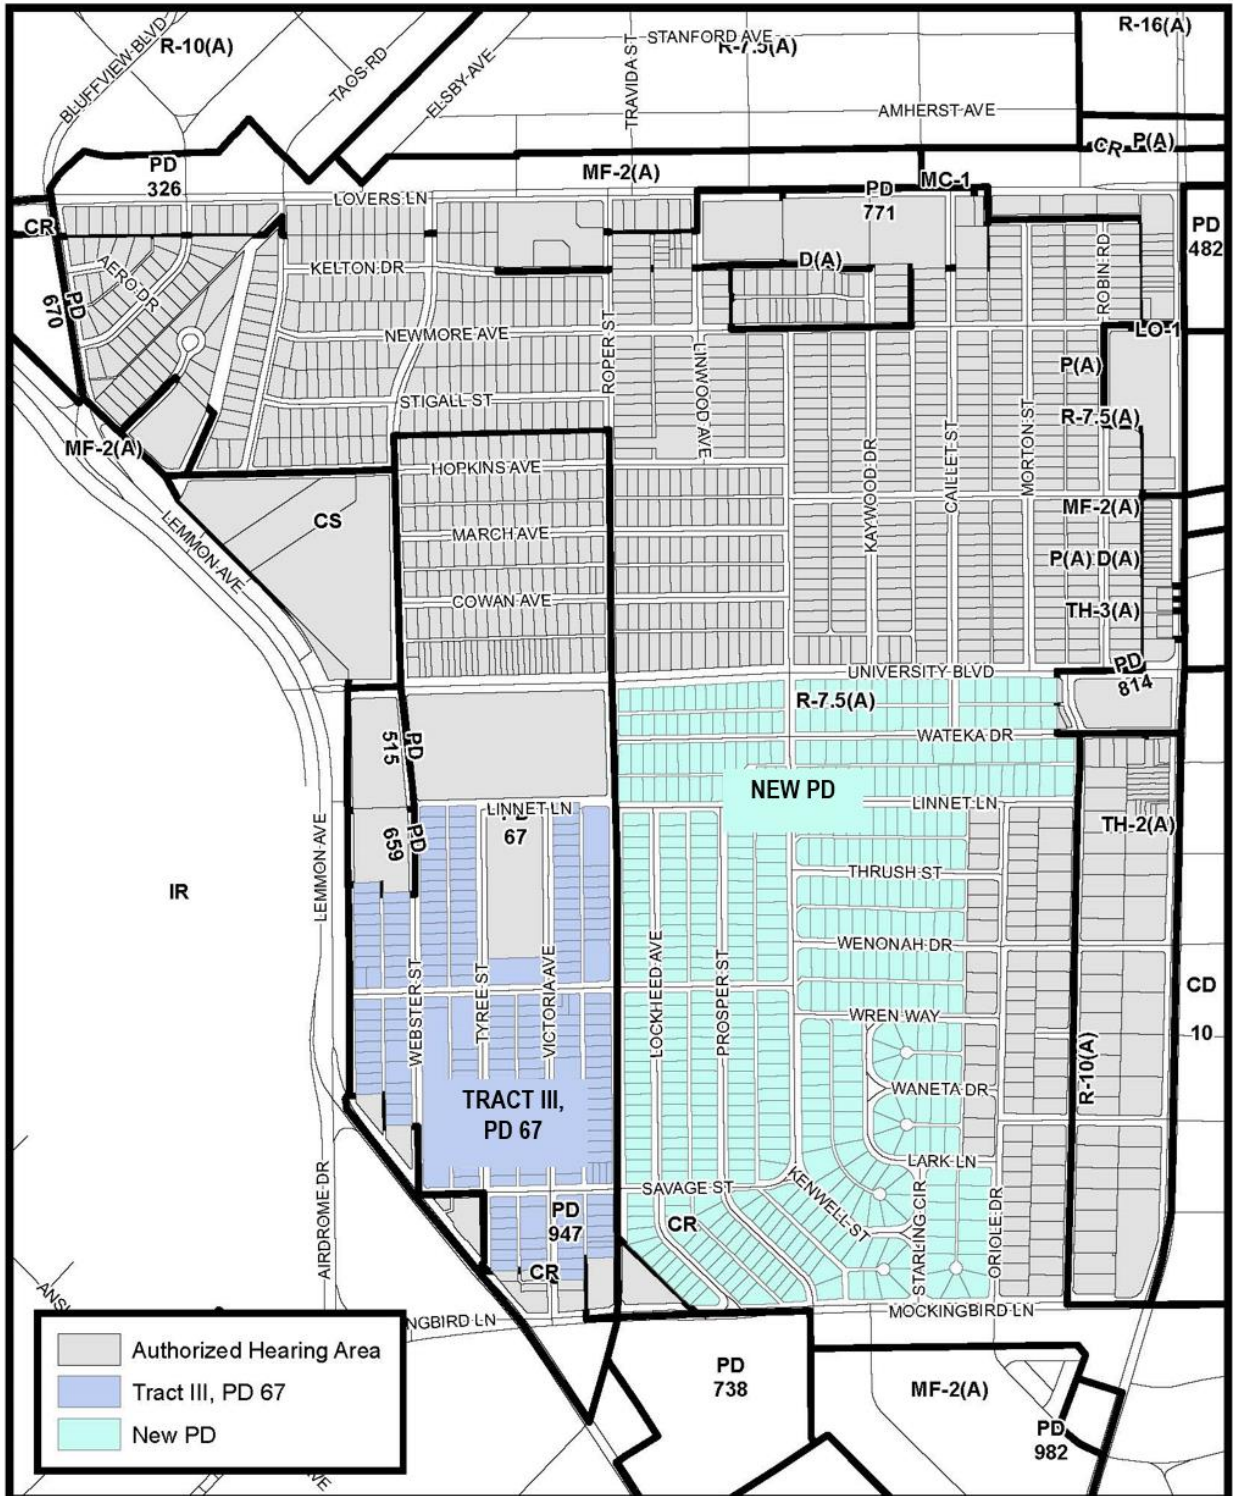 BLUFFVIEW BLVD
R-10(A)
TAOS RD
ELSBY AVE
TRAVIDA ST
STANFORD AVE
R-7.5(A)
R-16(A)
AMHERST AVE
CR
P(A)
PD
326
MF-2(A)
MC-1
LOVERS LN
PD
771
CR
PD
482
AERO DR
KELTON DR
D(A)
ROBIN RD
PD
670
NEWMORE AVE
ROPER ST
LINWOOD AVE
LO-1
P(A)
STIGALL ST
R-7.5(A)
MF-2(A)
HOPKINS AVE
KAYWOOD DR
CAILLET ST
MORTON ST
CS
MF-2(A)
LEMMON AVE
MARCH AVE
P(A)
D(A)
COWAN AVE
TH-3(A)
UNIVERSITY BLVD
PD
814
R-7.5(A)
PD
515
WATEKA DR
NEW PD
LINNET LN
LINNET LN
67
PD
659
TH-2(A)
LEMMON AVE
THRUSH ST
IR
WEBSTER ST
TYREE ST
VICTORIA AVE
LOCKHEED AVE
PROSPER ST
WENONAH DR
CD
10
WREN WAY
R-10(A)
WANETA DR
TRACT III,
PD 67
LARK LN
AIRDROME DR
SAVAGE ST
KENWELL ST
STARLING CIR
ORIOLE DR
PD
947
CR
CR
MOCKINGBIRD LN
NGBIRD LN
PD
738
MF-2(A)
PD
982
Authorized Hearing Area
Tract III, PD 67
New PD